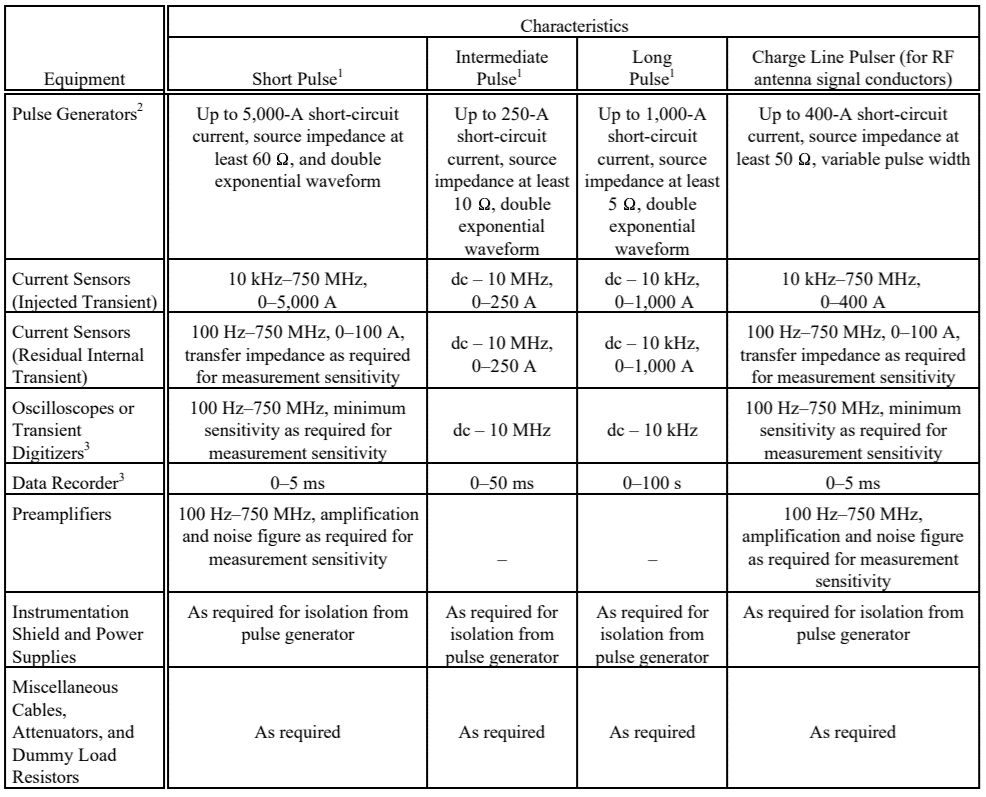 Characteristics
Equipment
Short Pulse1
Intermediate
Pulse1
Long
Pulse1
Charge Line Pulser (for RF
antenna signal conductors)
Pulse Generators2
Up to 5,000-A short-circuit
current, source impedance at
least 60 Ω, and double
exponential waveform
Up to 250-A
short-circuit
current, source
impedance at least
10 Ω, double
exponential
waveform
Up to 1,000-A
short-circuit
current, source
impedance at least
5 Ω, double
exponential
waveform
Up to 400-A short-circuit
current, source impedance at
least 50 Ω, variable pulse width
Current Sensors
(Injected Transient)
10 kHz–750 MHz,
0–5,000 A
dc – 10 MHz,
0–250 A
dc – 10 kHz,
0–1,000 A
10 kHz–750 MHz,
0–400 A
Current Sensors
(Residual Internal
Transient)
100 Hz–750 MHz, 0–100 A,
transfer impedance as required
for measurement sensitivity
dc – 10 MHz,
0–250 A
dc – 10 kHz,
0–1,000 A
100 Hz–750 MHz, 0–100 A,
transfer impedance as required
for measurement sensitivity
Oscilloscopes or
Transient
Digitizers3
100 Hz–750 MHz, minimum
sensitivity as required for
measurement sensitivity
dc – 10 MHz
dc – 10 kHz
100 Hz–750 MHz, minimum
sensitivity as required for
measurement sensitivity
Data Recorder3
0–5 ms
0–50 ms
0–100 s
0–5 ms
Preamplifiers
100 Hz–750 MHz, amplification
and noise figure as required for
measurement sensitivity
–
–
100 Hz–750 MHz,
amplification and noise figure
as required for measurement
sensitivity
Instrumentation
Shield and Power
Supplies
As required for isolation from
pulse generator
As required for
isolation from
pulse generator
As required for
isolation from
pulse generator
As required for isolation from
pulse generator
Miscellaneous
Cables,
Attenuators, and
Dummy Load
Resistors
As required
As required
As required
As required